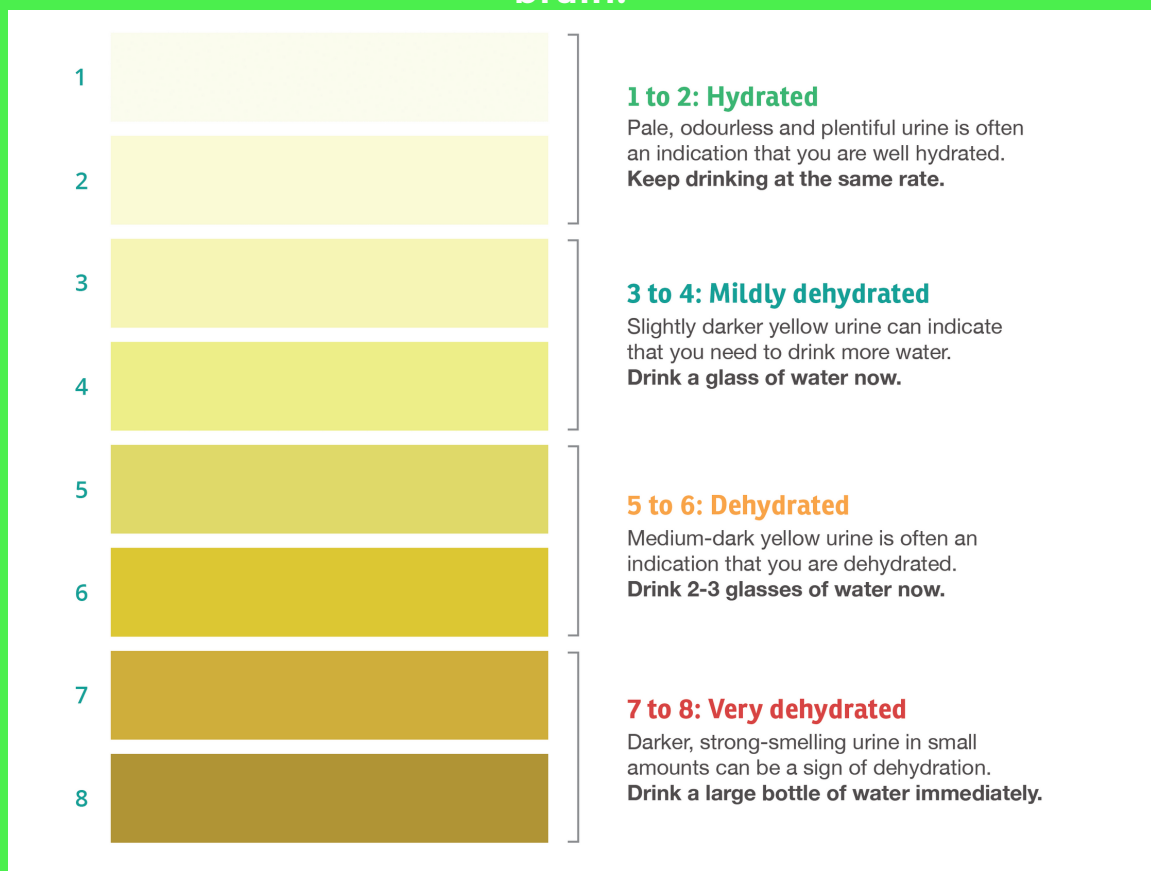 1
1 to 2: Hydrated
Pale, odourless and plentiful urine is often
an indication that you are well hydrated.
Keep drinking at the same rate.
2
3
3 to 4: Mildly dehydrated
Slightly darker yellow urine can indicate
that you need to drink more water.
Drink a glass of water now.
4
5
5 to 6: Dehydrated
Medium-dark yellow urine is often an
indication that you are dehydrated.
Drink 2-3 glasses of water now.
6
7
7 to 8: Very dehydrated
Darker, strong-smelling urine in small
amounts can be a sign of dehydration.
Drink a large bottle of water immediately.
8